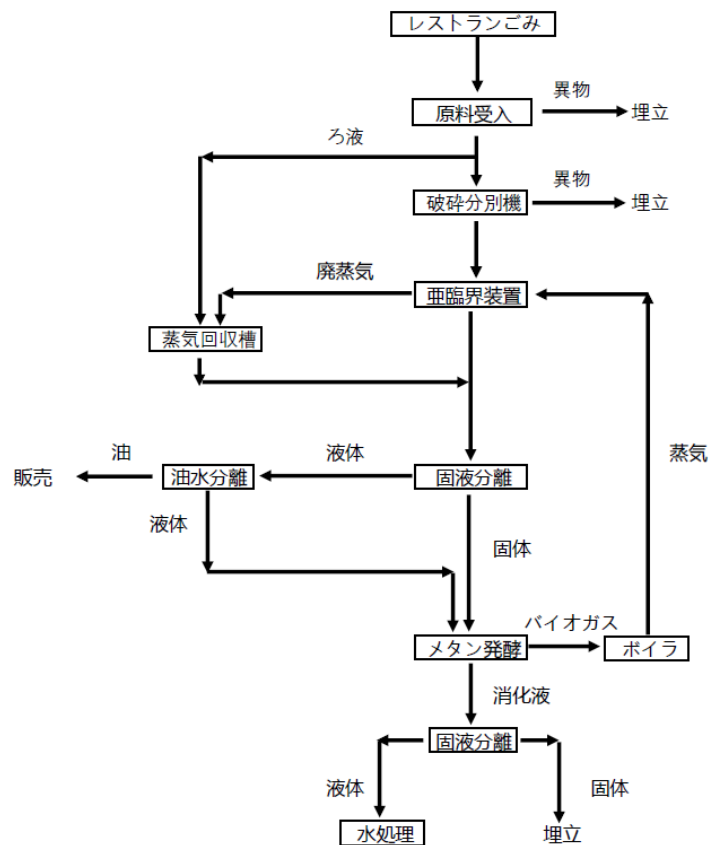 レストランごみ
異物
原料受入
埋立
ろ液
異物
破砕分別機
埋立
廃蒸気
亜臨界装置
蒸気回収槽
油
液体
蒸気
販売
油水分離
固液分離
液体
固体
バイオガス
メタン発酵
ボイラ
消化液
固液分離
液体
固体
水処理
埋立